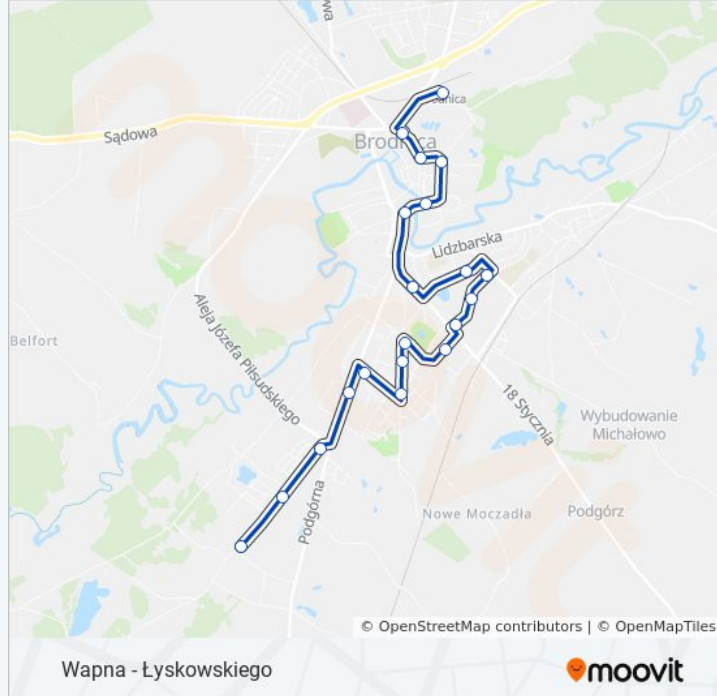 Sądowa
Lidzbarska
Belfort
Aleja Józefa Piłsudskiego
18 Stycznia
Wybudowanie
Michałowo
Nowe Moczadła
Podgórz
Podgórna
© OpenStreetMap contributors | © OpenMapTiles
Wapna - Łyskowskiego
moovit